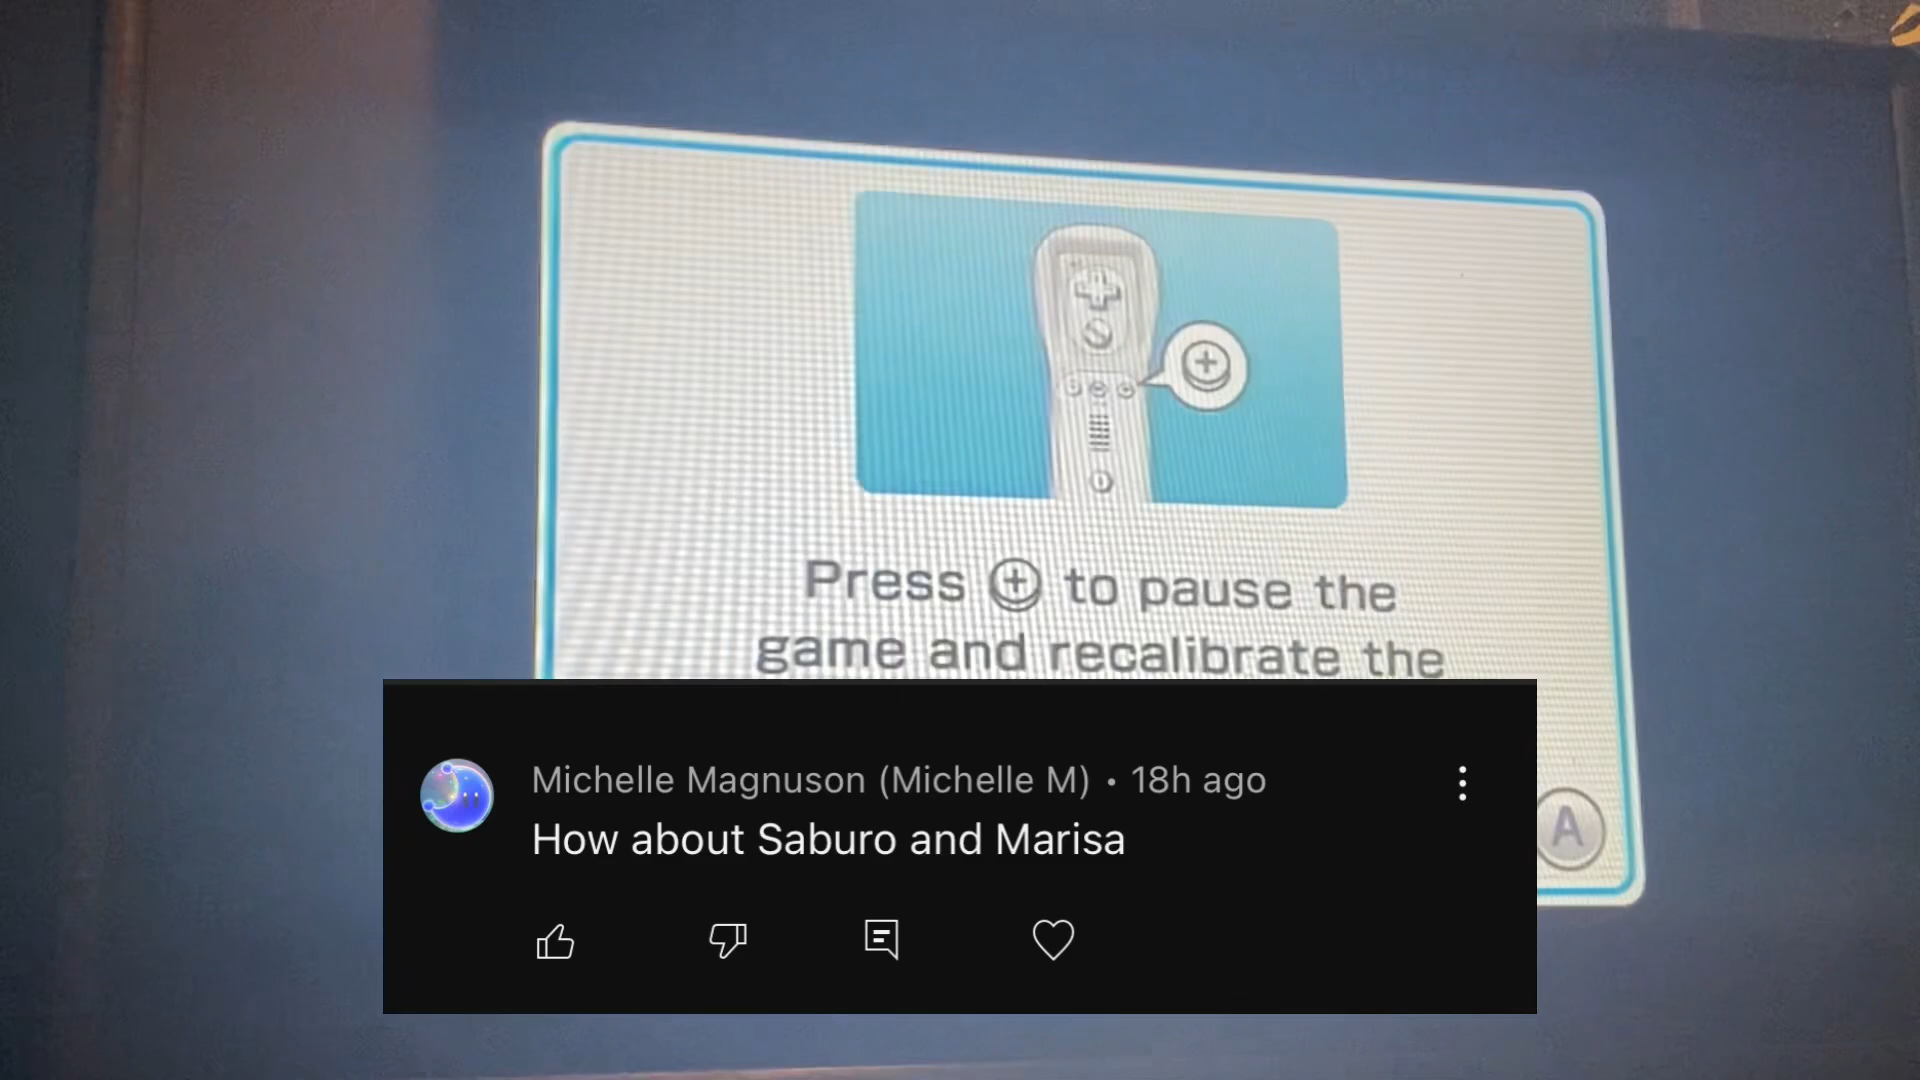 Press + to pause the
game and recalibrate the
A
Michelle Magnuson (Michelle M) • 18h ago
How about Saburo and Marisa